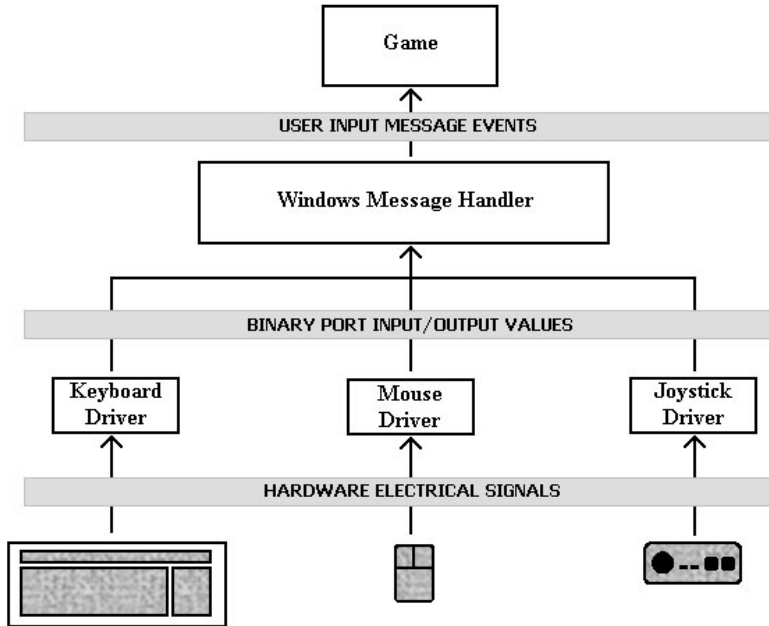 Game
USER INPUT MESSAGE EVENTS
Windows Message Handler
BINARY PORT INPUT/OUTPUT VALUES
Keyboard
Driver
Mouse
Driver
Joystick
Driver
HARDWARE ELECTRICAL SIGNALS